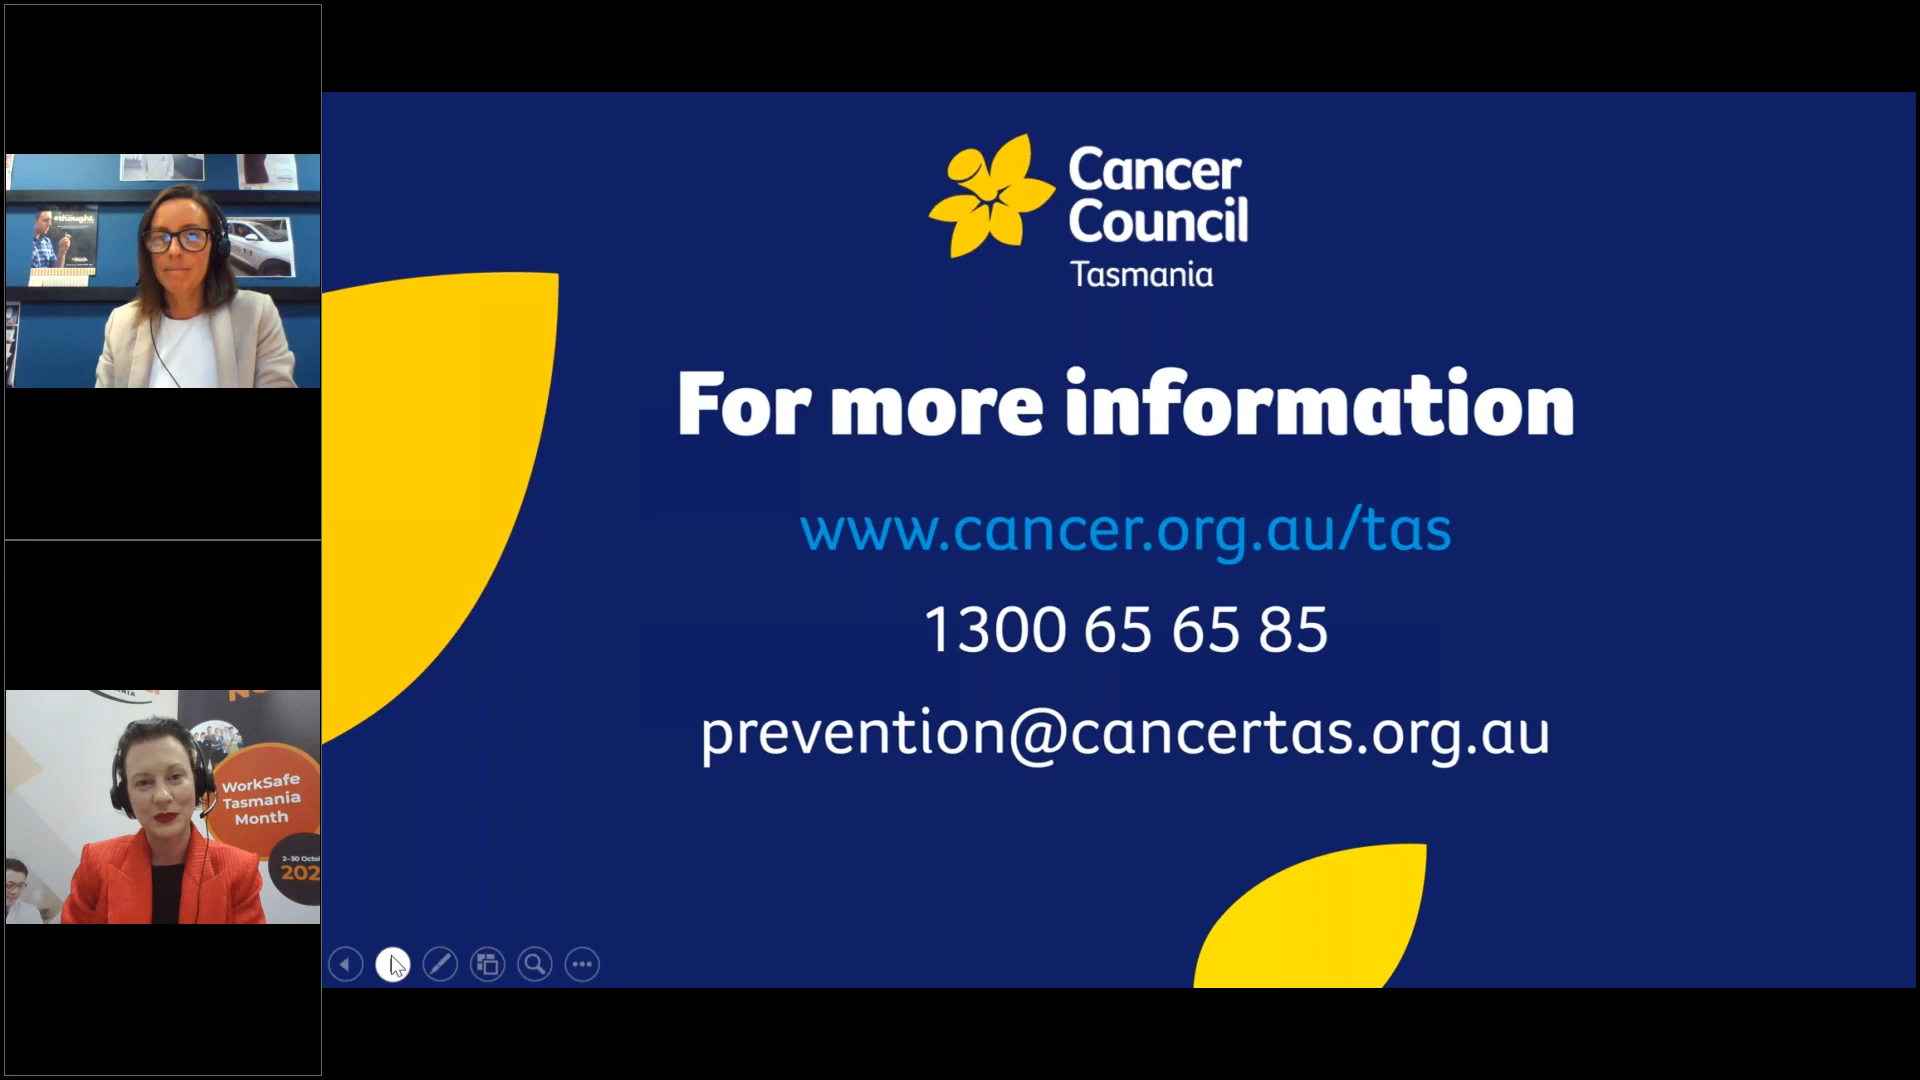 Cancer
Council
Tasmania
For more information
www.cancer.org.au/tas
1300 65 65 85
prevention@cancertas.org.au
#thought
WorkSafe
Tasmania
Month